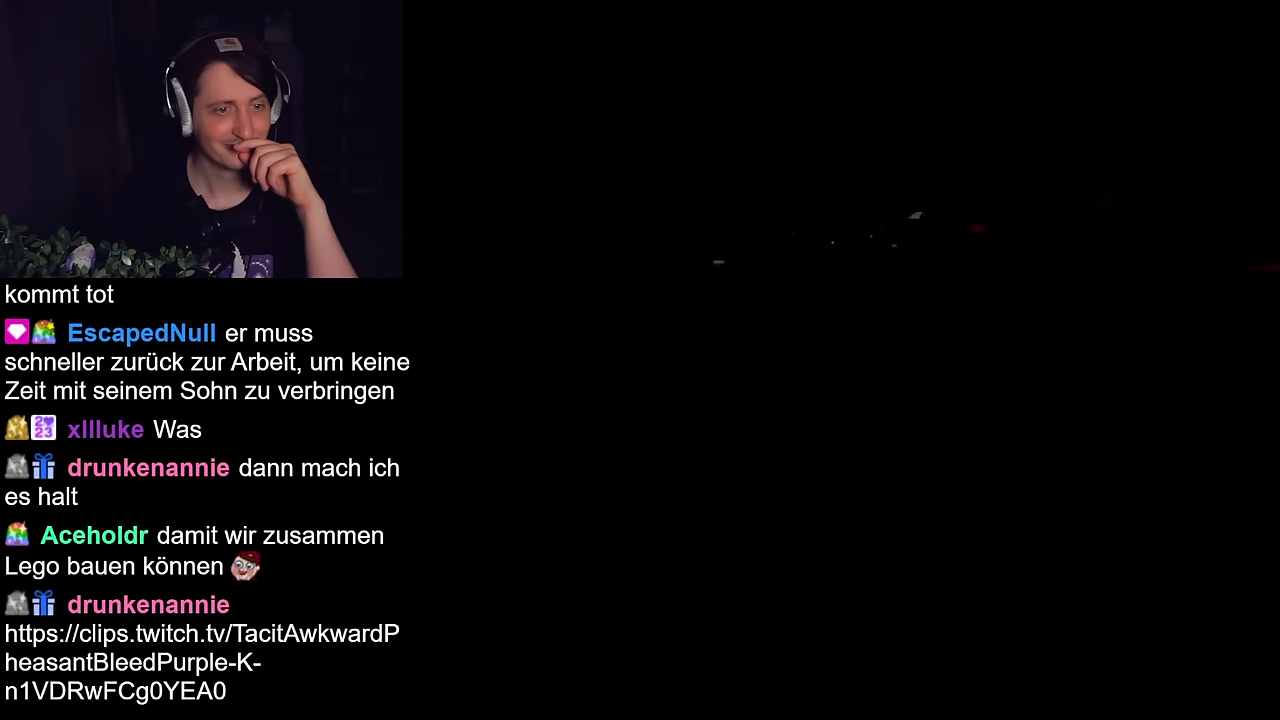 kommt tot
EscapedNull er muss
schneller zurück zur Arbeit, um keine
Zeit mit seinem Sohn zu verbringen
xllluke Was
drunkenannie dann mach ich
es halt
Aceholdr damit wir zusammen
Lego bauen können
drunkenannie
https://clips.twitch.tv/TacitAwkwardP
heasantBleedPurple-K-
n1VDRwFCg0YEA0